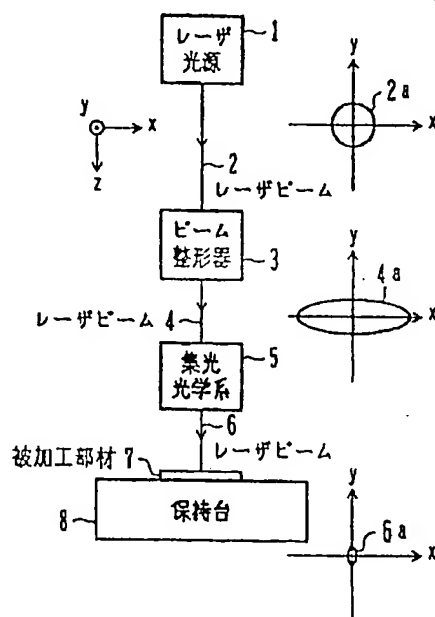 レーザ
光源
1
y
x
z
2
レーザビーム
y
2a
x
ビーム
整形器
3
レーザビーム 4
y
4a
x
集光
光学系
5
6
レーザビーム
被加工部材 7
8
保持台
y
6a
x